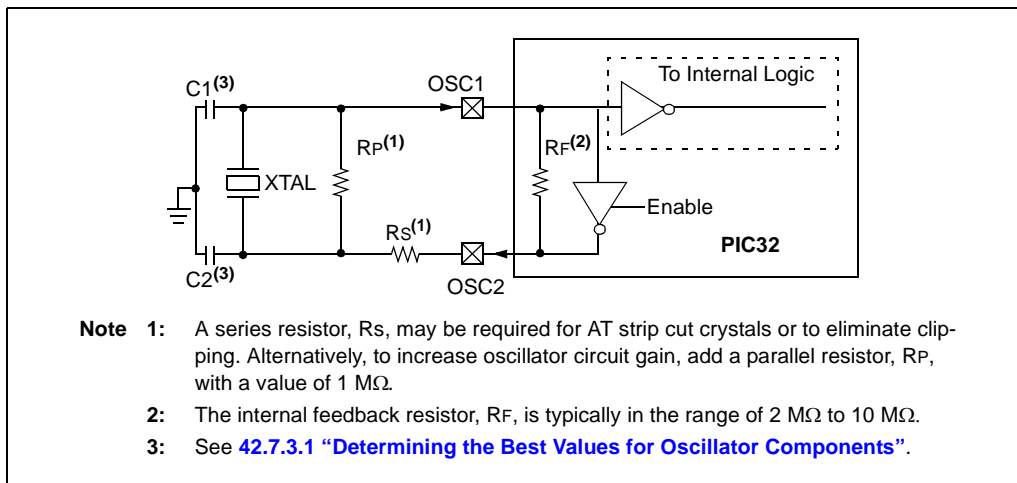 C1(3)
OSC1
To Internal Logic
RP(1)
RF(2)
XTAL
Enable
RS(1)
PIC32
C2(3)
OSC2
Note 1: A series resistor, Rs, may be required for AT strip cut crystals or to eliminate clip-
ping. Alternatively, to increase oscillator circuit gain, add a parallel resistor, RP,
with a value of 1 MΩ.
2: The internal feedback resistor, RF, is typically in the range of 2 MΩ to 10 MΩ.
3: See 42.7.3.1 “Determining the Best Values for Oscillator Components”.